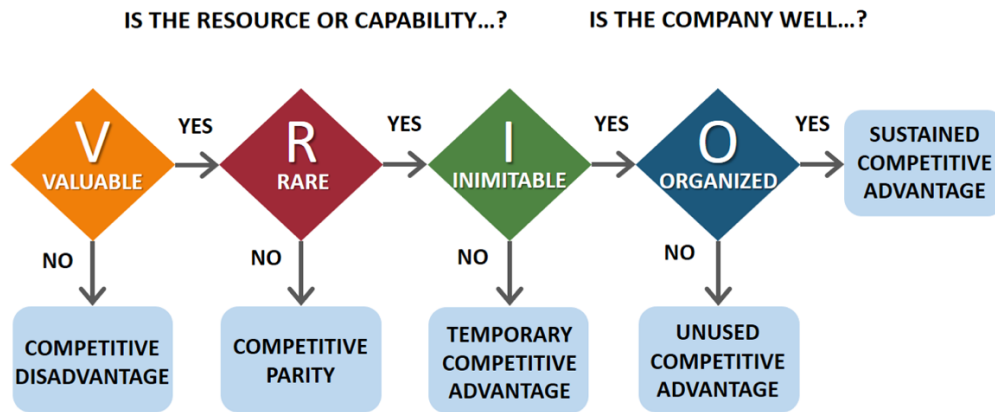 IS THE RESOURCE OR CAPABILITY...?
IS THE COMPANY WELL...?
V
VALUABLE
YES
R
RARE
YES
I
INIMITABLE
YES
O
ORGANIZED
YES
SUSTAINED
COMPETITIVE
ADVANTAGE
NO
NO
NO
NO
COMPETITIVE
DISADVANTAGE
COMPETITIVE
PARITY
TEMPORARY
COMPETITIVE
ADVANTAGE
UNUSED
COMPETITIVE
ADVANTAGE